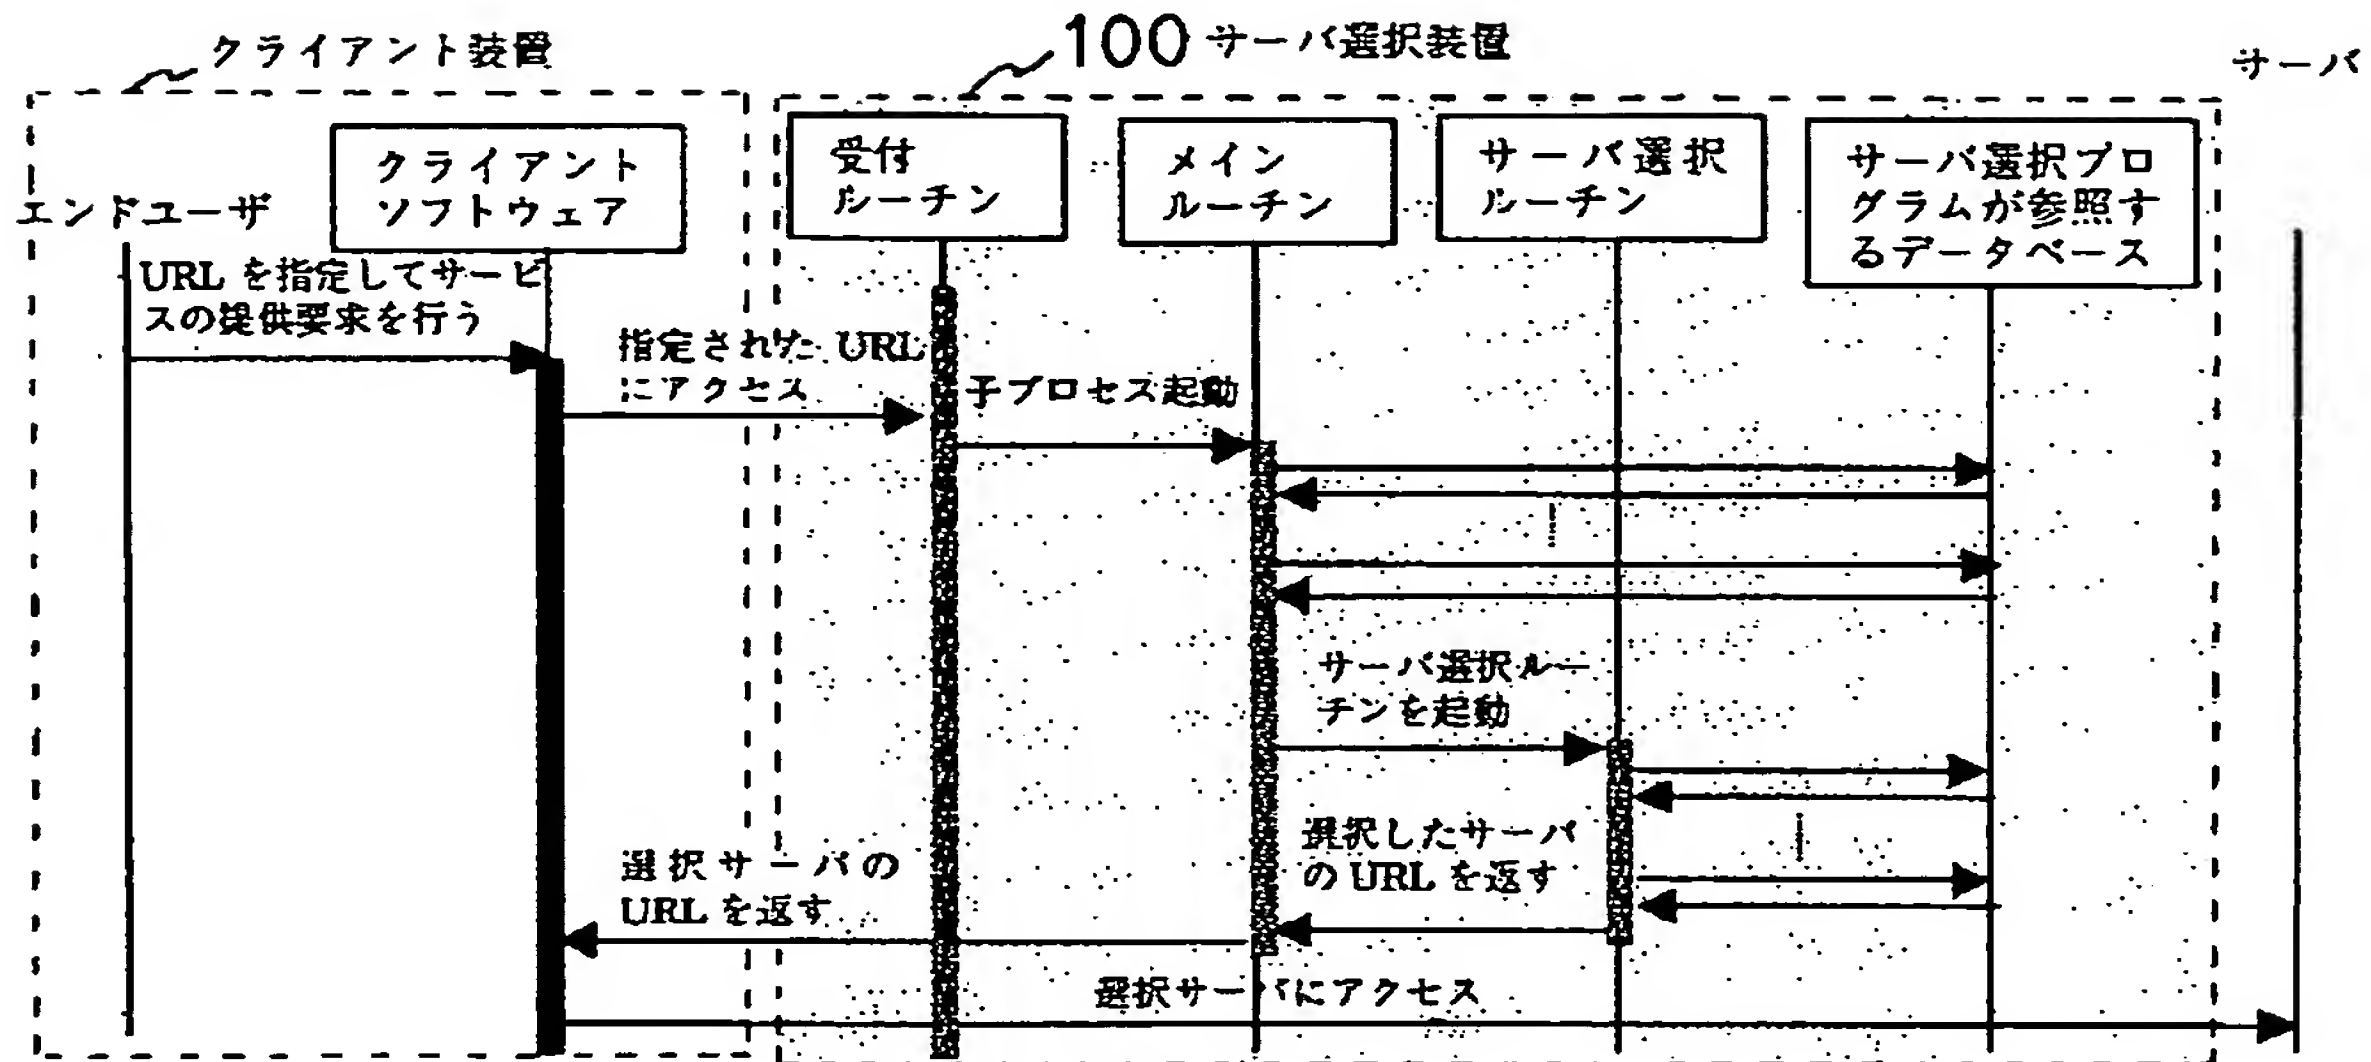 クライアント装置
100 サーバ選択装置
サーバ
エンドユーザ
クライアント
ソフトウェア
受付
ルーチン
メイン
ルーチン
サーバ選択
ルーチン
サーバ選択プロ
グラムが参照す
るデータベース
URL を指定してサービ
スの提供要求を行う
指定された URL
にアクセス
子プロセス起動
サーバ選択ルー
チンを起動
選択したサーバ
の URL を返す
選択サーバの
URL を返す
選択サーバにアクセス